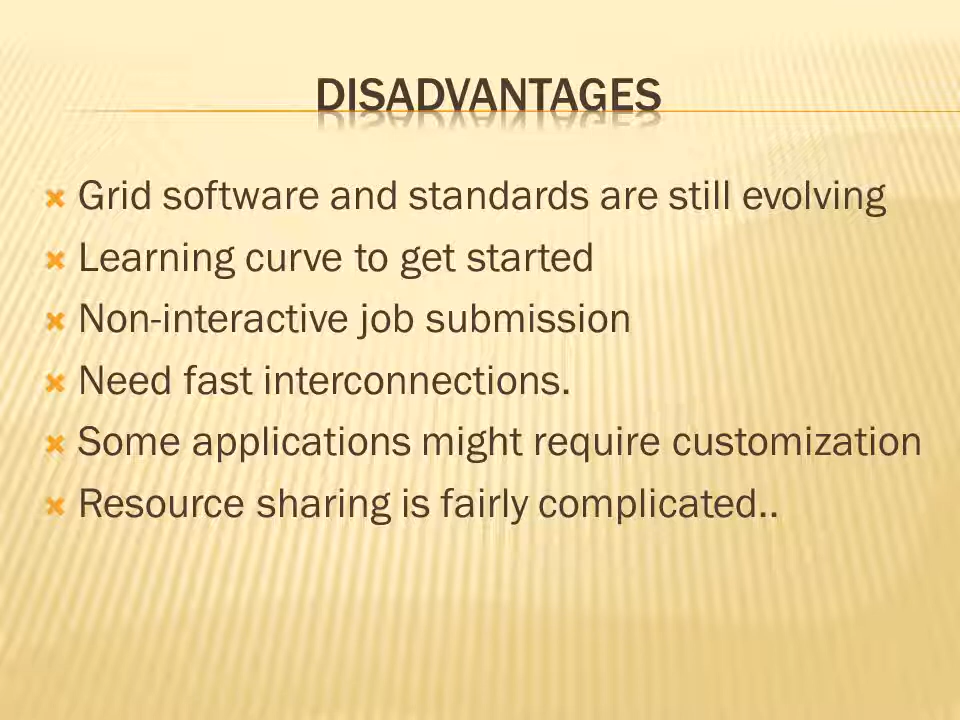 DISADVANTAGES
Grid software and standards are still evolving
Learning curve to get started
Non-interactive job submission
Need fast interconnections.
Some applications might require customization
Resource sharing is fairly complicated..